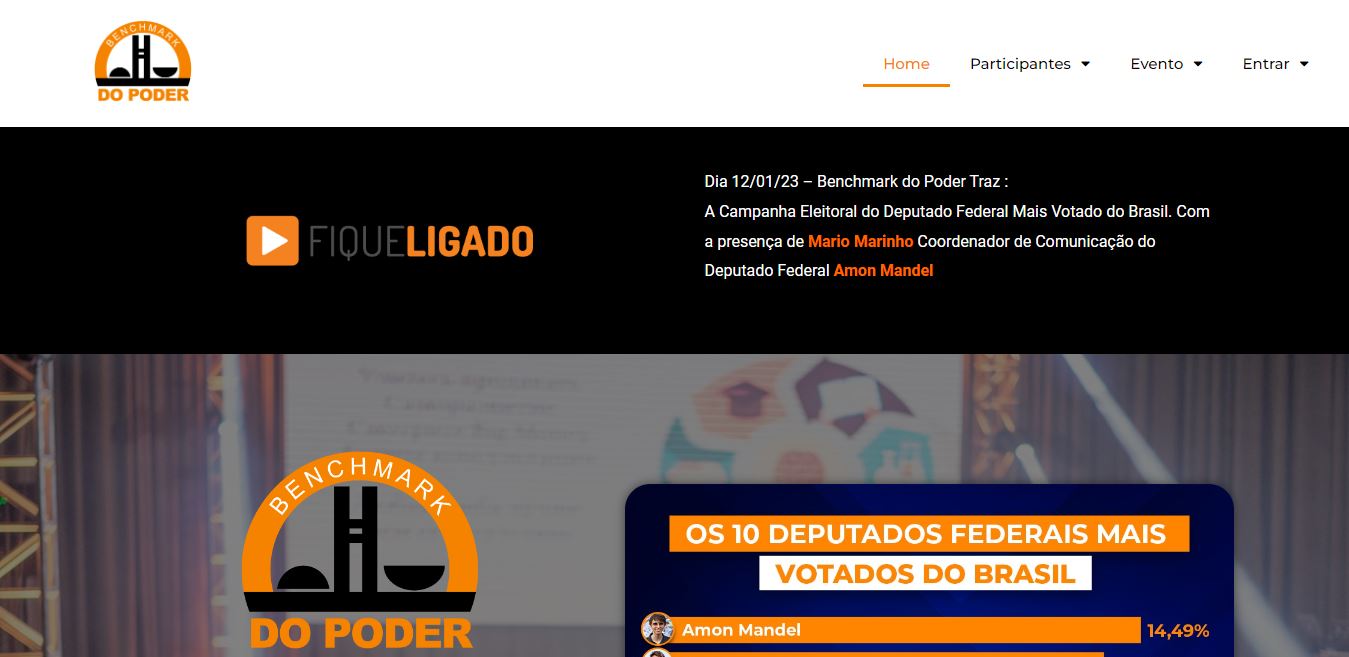 BENCHMARK
DO PODER
Home
Participantes
Evento
Entrar
Dia 12/01/23 – Benchmark do Poder Traz :
A Campanha Eleitoral do Deputado Federal Mais Votado do Brasil. Com
a presença de Mario Marinho Coordenador de Comunicação do
Deputado Federal Amon Mandel
FIQUELIGADO
BENCHMARK
DO PODER
OS 10 DEPUTADOS FEDERAIS MAIS
VOTADOS DO BRASIL
Amon Mandel 14,49%